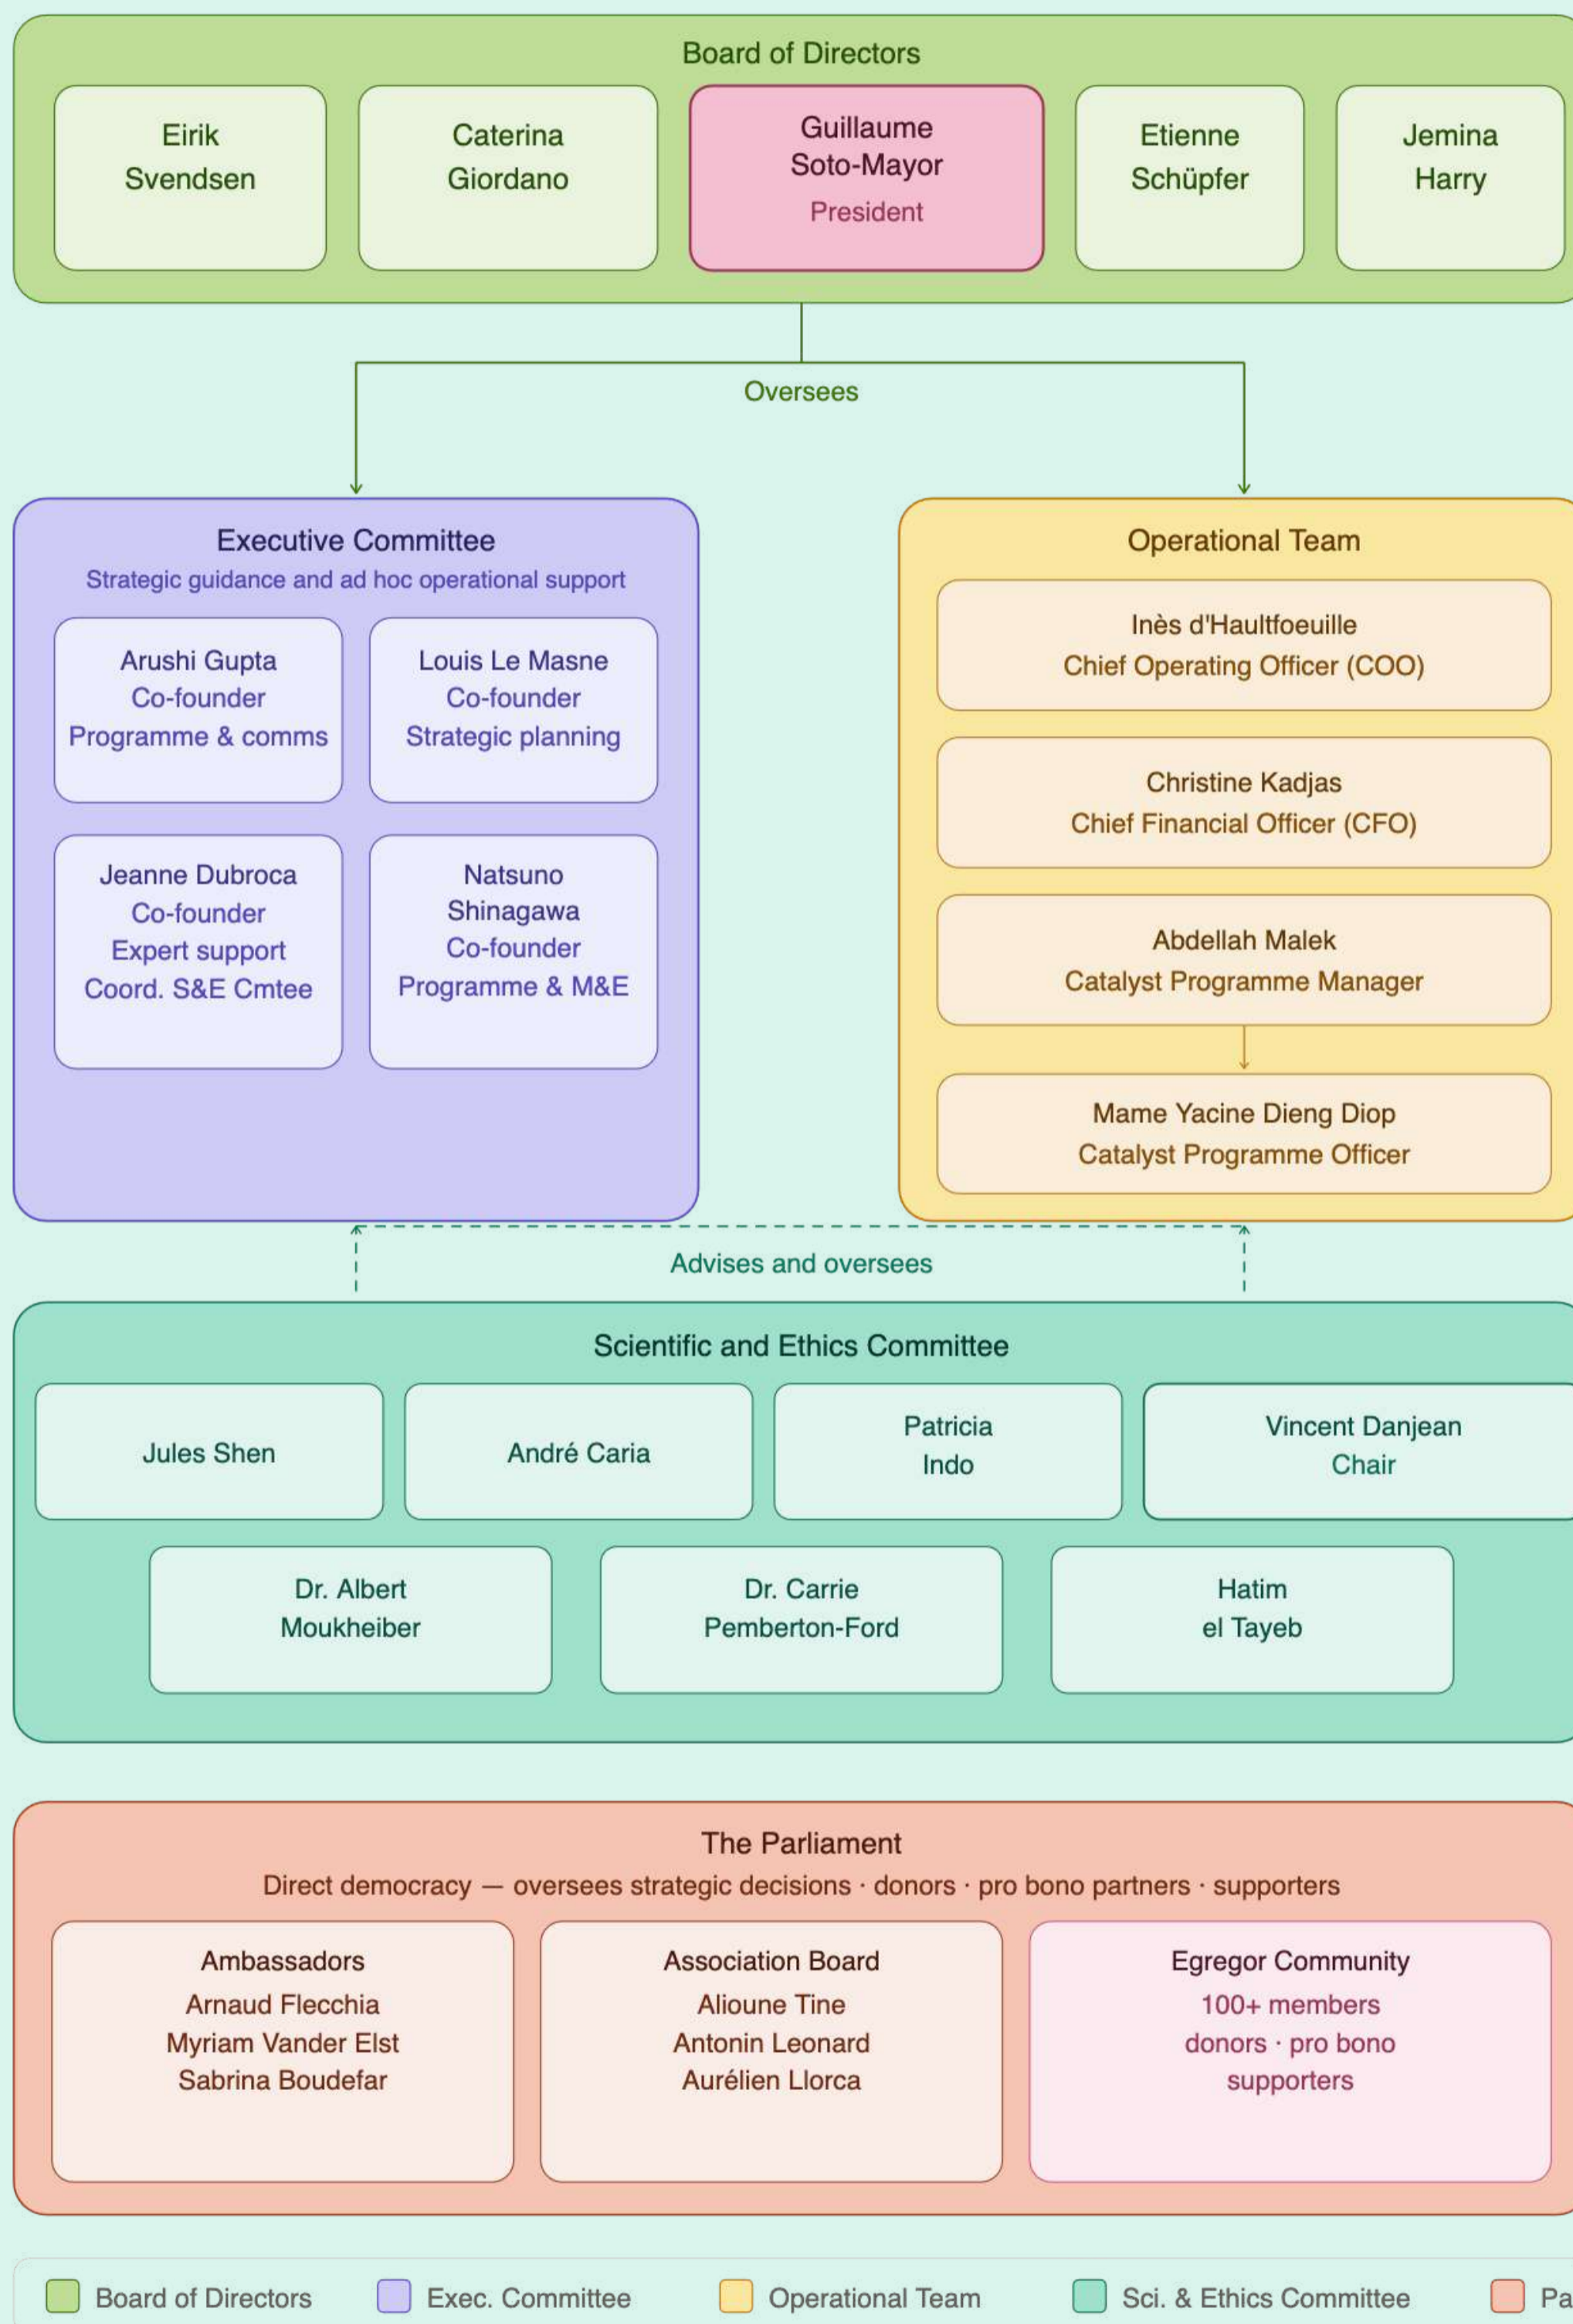 Board of Directors
Eirik
Svendsen
Caterina
Giordano
Guillaume
Soto-Mayor
President
Etienne
Schüpfer
Jemina
Harry
Oversees
Executive Committee
Strategic guidance and ad hoc operational support
Arushi Gupta
Co-founder
Programme & comms
Louis Le Masne
Co-founder
Strategic planning
Jeanne Dubroca
Co-founder
Expert support
Coord. S&E Cmtee
Natsuno
Shinagawa
Co-founder
Programme & M&E
Operational Team
Inès d'Haultfoeuille
Chief Operating Officer (COO)
Christine Kadjas
Chief Financial Officer (CFO)
Abdellah Malek
Catalyst Programme Manager
Mame Yacine Dieng Diop
Catalyst Programme Officer
Advises and oversees
Scientific and Ethics Committee
Jules Shen
André Caria
Patricia
Indo
Vincent Danjean
Chair
Dr. Albert
Moukheiber
Dr. Carrie
Pemberton-Ford
Hatim
el Tayeb
The Parliament
Direct democracy — oversees strategic decisions · donors · pro bono partners · supporters
Ambassadors
Arnaud Flecchia
Myriam Vander Elst
Sabrina Boudefar
Association Board
Alioune Tine
Antonin Leonard
Aurélien Llorca
Egregor Community
100+ members
donors · pro bono
supporters
Board of Directors
Exec. Committee
Operational Team
Sci. & Ethics Committee
Pa